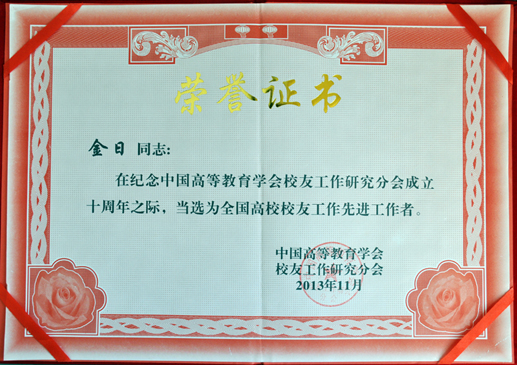 荣誉证书
金日 同志:
在纪念中国高等教育学会校友工作研究分会成立
十周年之际，当选为全国高校校友工作先进工作者。
中国高等教育学会
校友工作研究分会
2013年11月